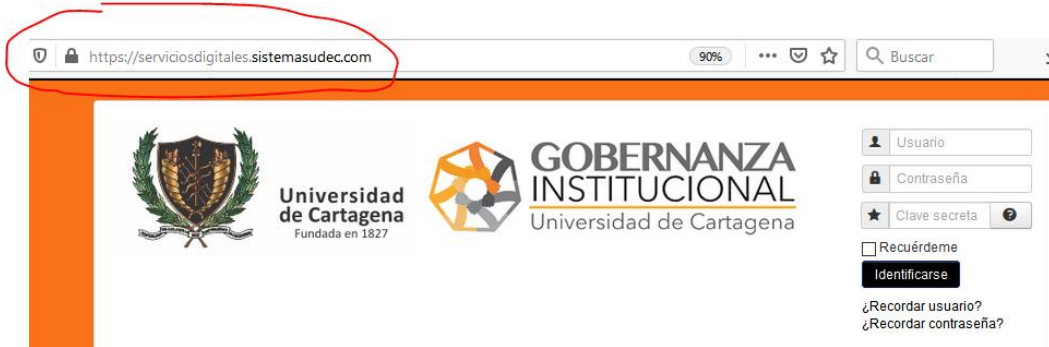 https://serviciosdigitales.sistemasudec.com
90%
Buscar
Universidad
de Cartagena
Fundada en 1827
GOBERNANZA
INSTITUCIONAL
Universidad de Cartagena
Usuario
Contraseña
Clave secreta
Recuérdeme
Identificarse
¿Recordar usuario?
¿Recordar contraseña?